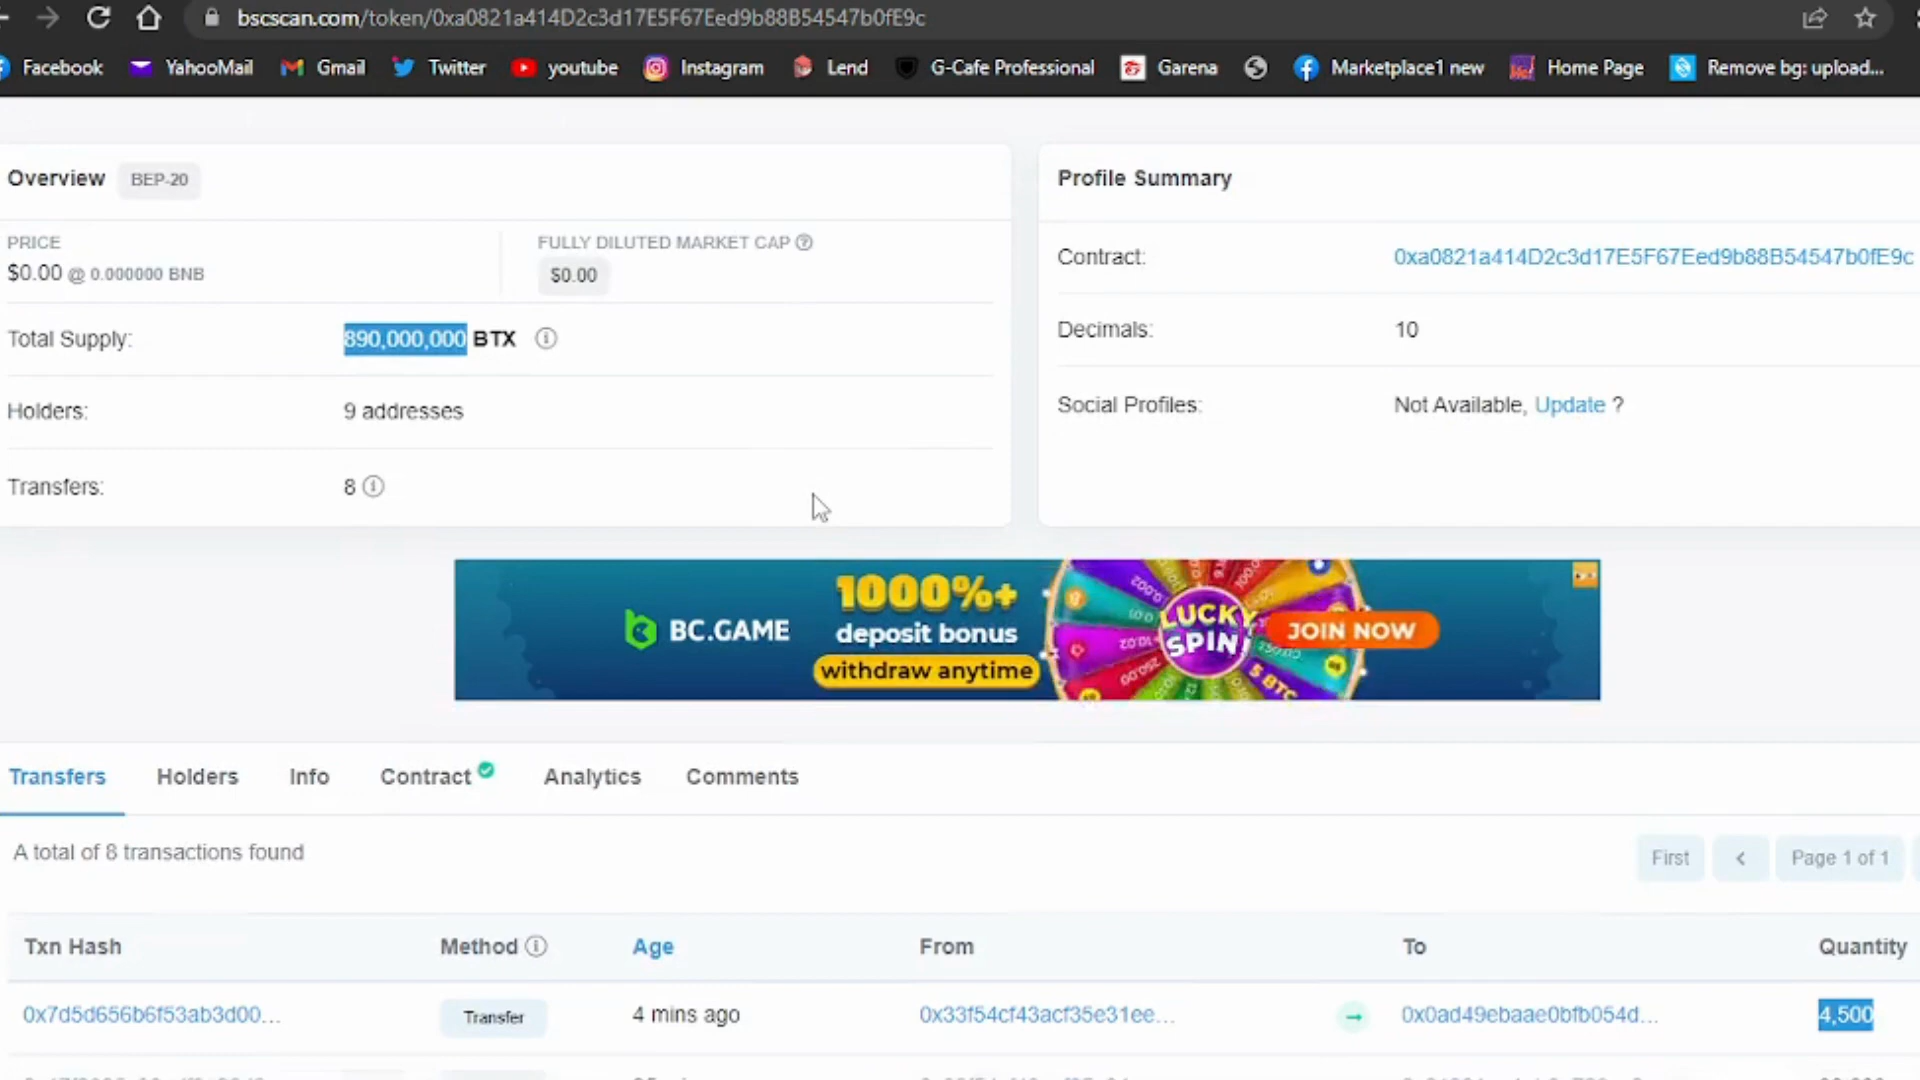 bscscan.com/token/0xa0821a414D2c3d17E5F67Eed9b88B54547b0fE9c
Facebook YahooMail Gmail Twitter youtube Instagram Lend G-Cafe Professional Garena Marketplace1 new Home Page Remove bg: upload...
Overview BEP-20
Profile Summary
PRICE
FULLY DILUTED MARKET CAP
$0.00 @ 0.000000 BNB
$0.00
Contract: 0xa0821a414D2c3d17E5F67Eed9b88B54547b0fE9c
Total Supply: 890,000,000 BTX
Decimals: 10
Holders: 9 addresses
Social Profiles: Not Available, Update ?
Transfers: 8
BC.GAME
1000%+
deposit bonus
withdraw anytime
LUCKY
SPIN!
5 BTC
JOIN NOW
Transfers Holders Info Contract Analytics Comments
A total of 8 transactions found
First Page 1 of 1
Txn Hash Method Age From To Quantity
0x7d5d656b6f53ab3d00... Transfer 4 mins ago 0x33f54cf43acf35e31ee... 0x0ad49ebaae0bfb054d... 4,500